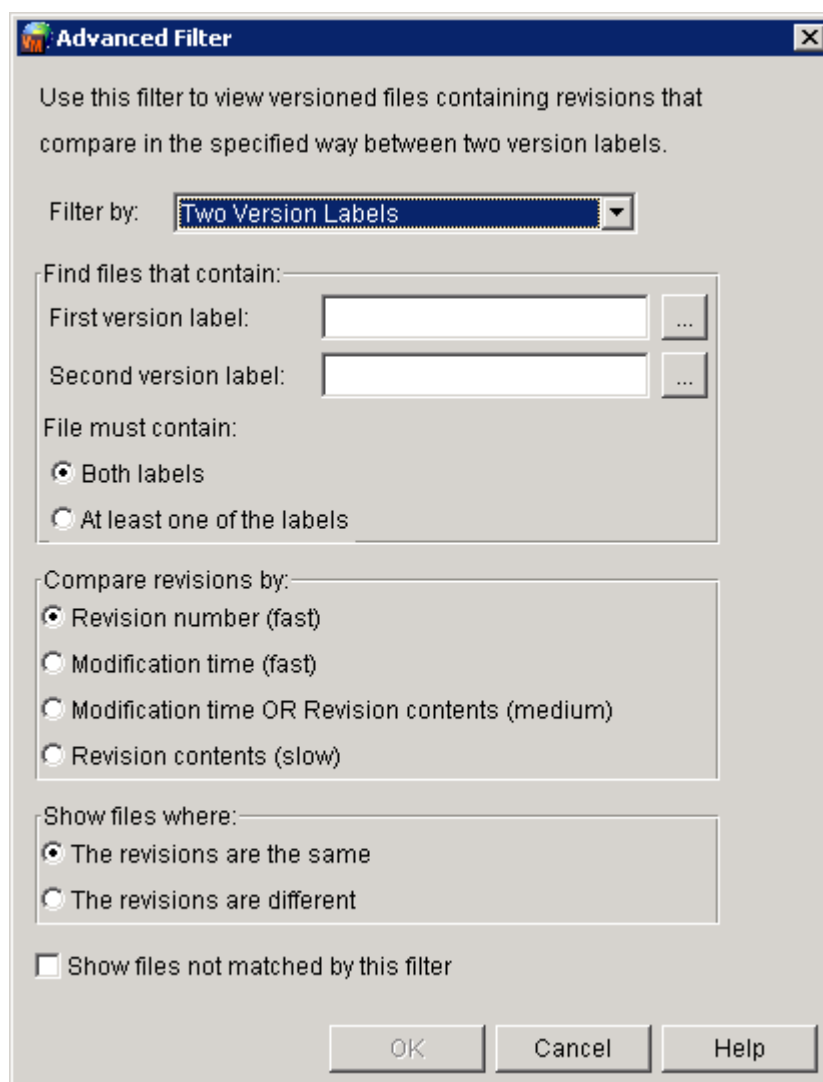 VM Advanced Filter
Use this filter to view versioned files containing revisions that
compare in the specified way between two version labels.
Filter by: Two Version Labels
Find files that contain:
First version label: ...
Second version label: ...
File must contain:
Both labels
At least one of the labels
Compare revisions by:
Revision number (fast)
Modification time (fast)
Modification time OR Revision contents (medium)
Revision contents (slow)
Show files where:
The revisions are the same
The revisions are different
Show files not matched by this filter
OK Cancel Help